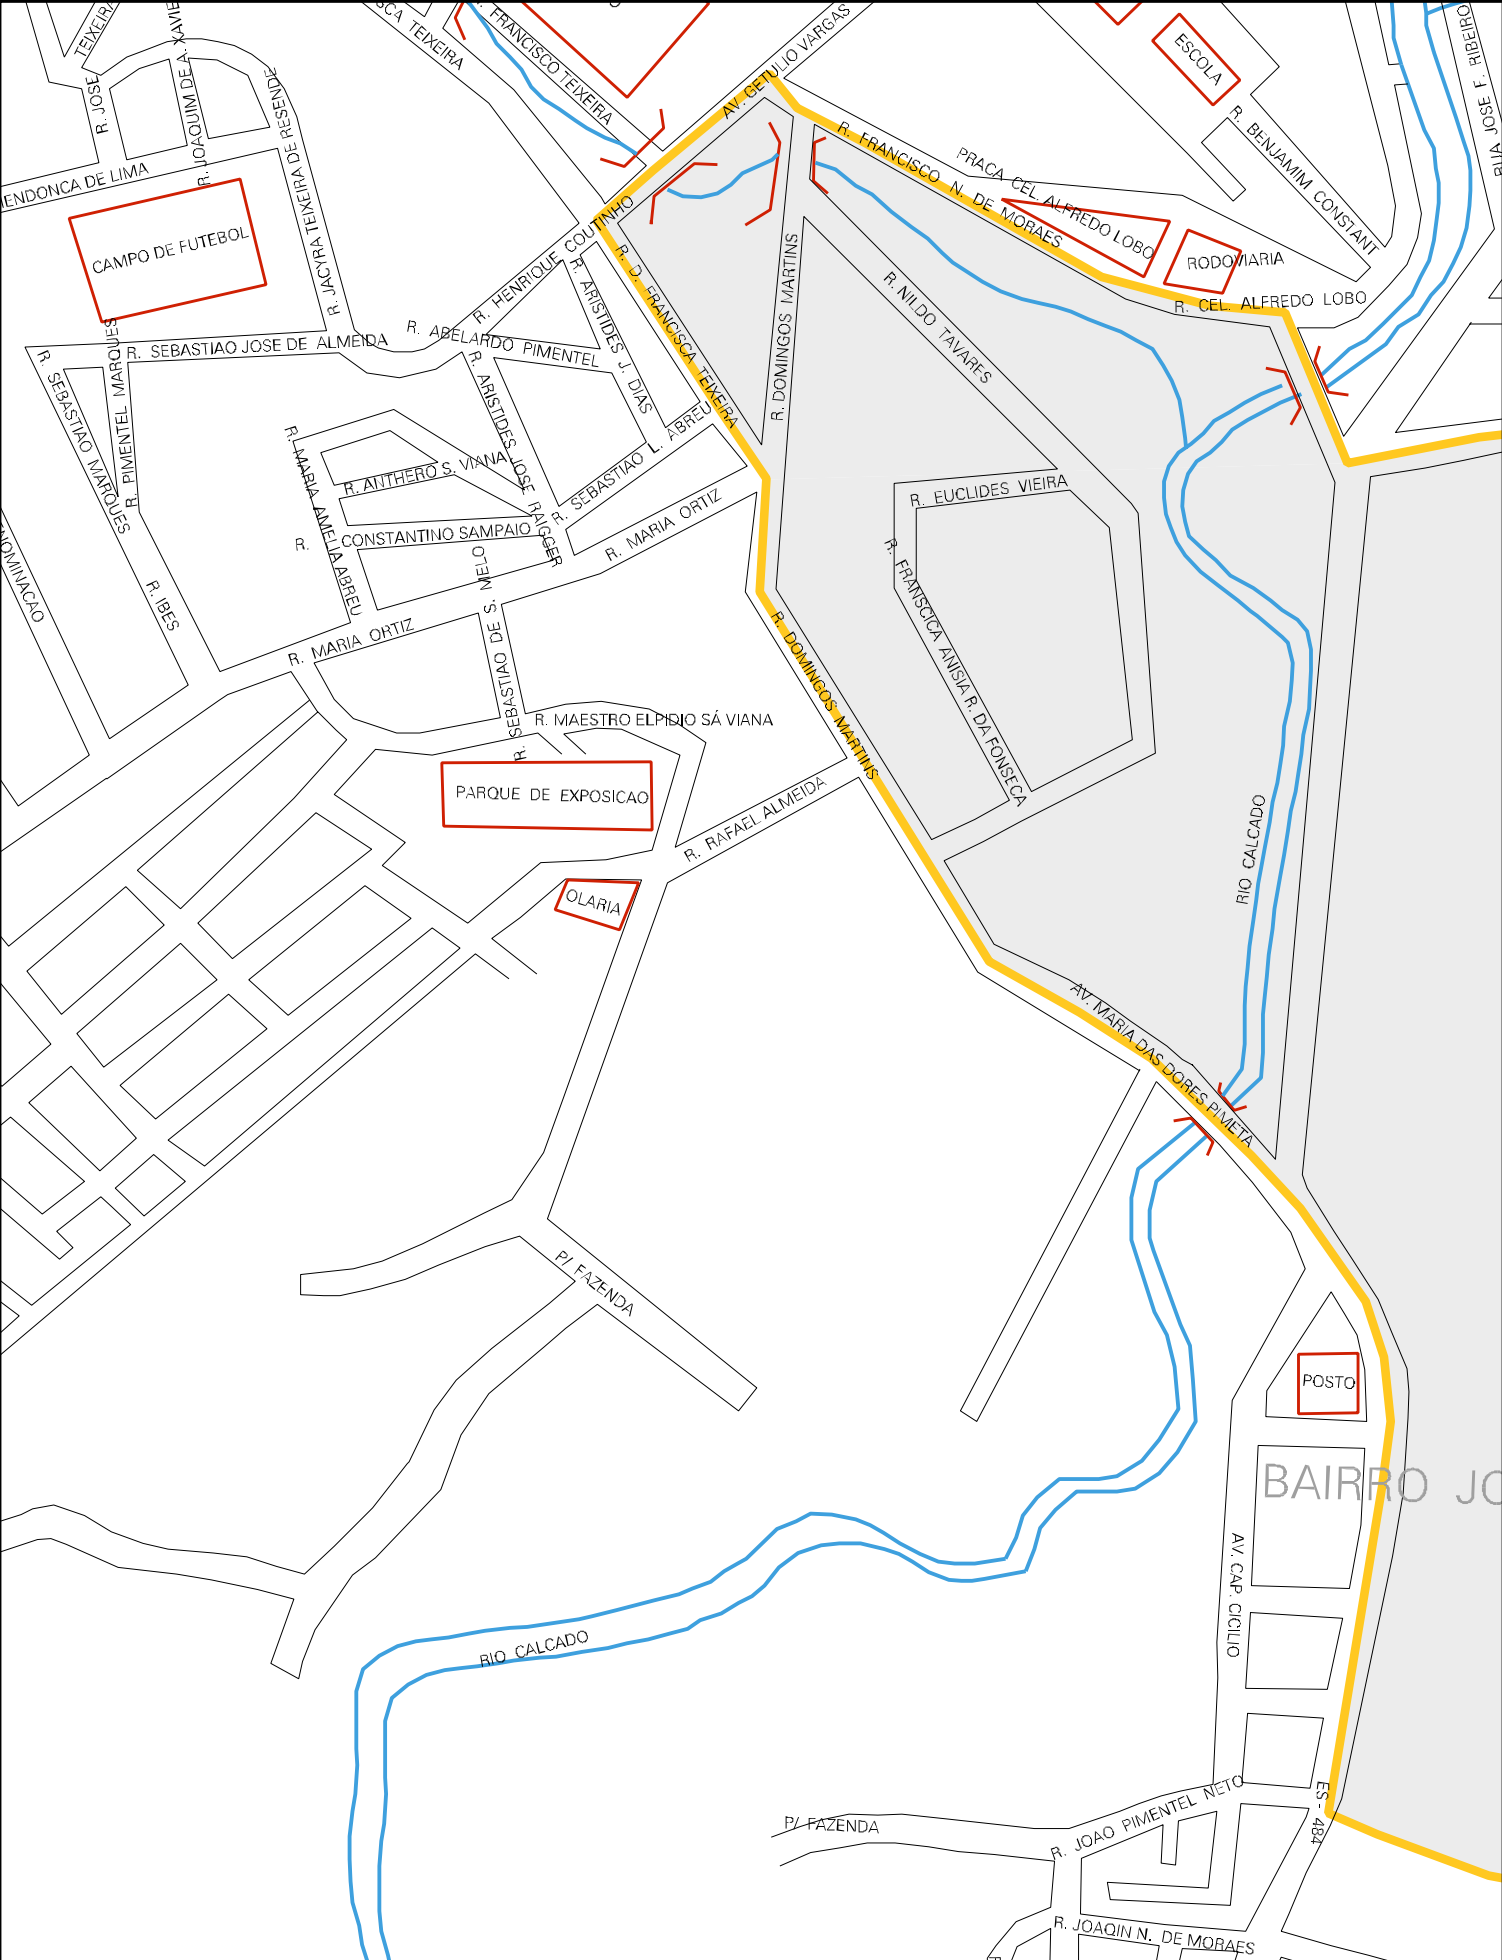 TEIXEIRA
R. JOSE
R. JOAQUIM DE A. XAVIE
SCA TEIXEIRA
FRANCISCO TEIXEIRA
AV. GETULIO VARGAS
ESCOLA
R. BENJAMIM CONSTANT
RUA JOSE F. RIBEIRO
ENDONCA DE LIMA
R. JACYRA TEIXEIRA DE RESENDE
CAMPO DE FUTEBOL
R. FRANCISCO N. DE MORAES
PRACA CEL. ALFREDO LOBO
RODOVIARIA
R. CEL. ALFREDO LOBO
R. HENRIQUE COUTINHO
R. D. FRANCISCA TEIXEIRA
R. ARISTIDES J. DIAS
R. DOMINGOS MARTINS
R. NILDO TAVARES
R. ABELARDO PIMENTEL
R. SEBASTIAO JOSE DE ALMEIDA
R. PIMENTEL MARQUES
R. SEBASTIAO MARQUES
R. ARISTIDES JOSE RAIGGER
R. SEBASTIAO L. ABREU
R. MARIA AMELIA ABREU
R. ANTHERO S. VIANA
R. CONSTANTINO SAMPAIO
R. MARIA ORTIZ
R. EUCLIDES VIEIRA
R. FRANSCICA ANISIA R. DA FONSECA
NOMINACAO
R. IBES
R. MARIA ORTIZ
R. SEBASTIAO DE S. MELO
R. DOMINGOS MARTINS
R. MAESTRO ELPIDIO SÁ VIANA
PARQUE DE EXPOSICAO
R. RAFAEL ALMEIDA
OLARIA
RIO CALCADO
AV. MARIA DAS DORES PIMETA
P/ FAZENDA
POSTO
BAIRRO JO
AV. CAP. CICILIO
RIO CALCADO
ES - 484
P/ FAZENDA
R. JOAO PIMENTEL NETO
R. JOAQIN N. DE MORAES